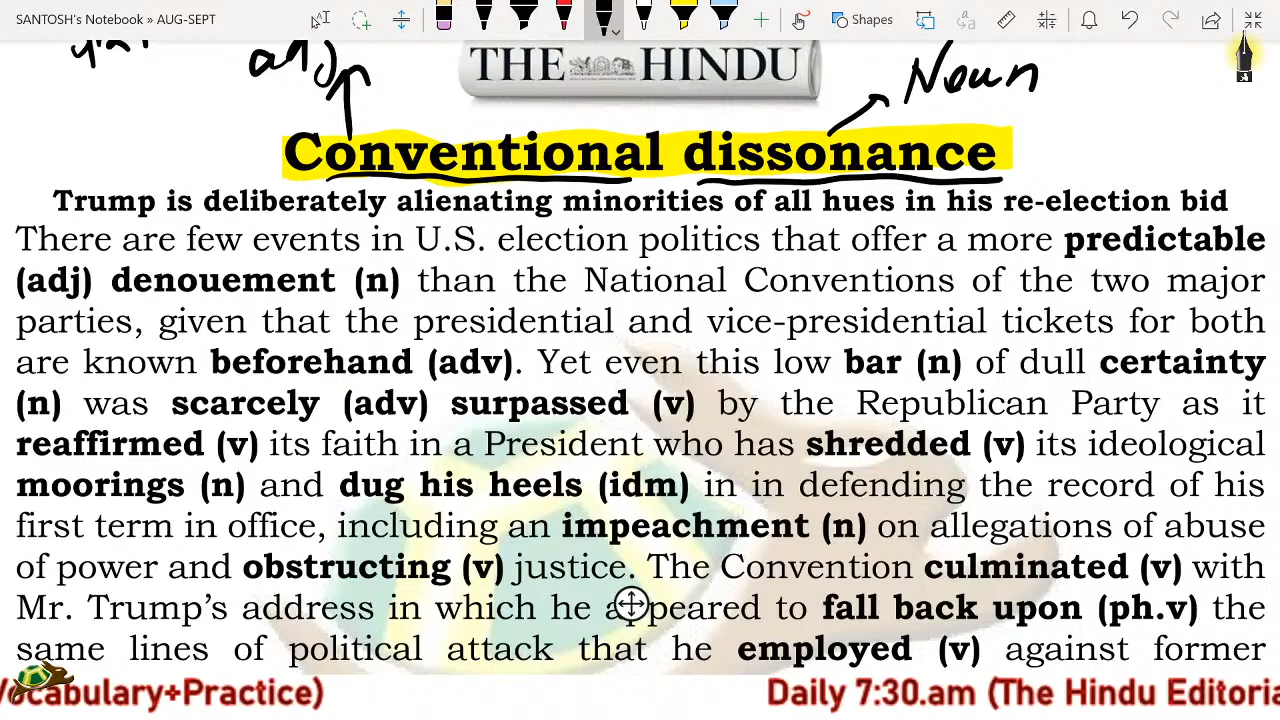 SANTOSH's Notebook » AUG-SEPT
Shapes
adj
Noun
THE HINDU
Conventional dissonance
Trump is deliberately alienating minorities of all hues in his re-election bid
There are few events in U.S. election politics that offer a more predictable
(adj) denouement (n) than the National Conventions of the two major
parties, given that the presidential and vice-presidential tickets for both
are known beforehand (adv). Yet even this low bar (n) of dull certainty
(n) was scarcely (adv) surpassed (v) by the Republican Party as it
reaffirmed (v) its faith in a President who has shredded (v) its ideological
moorings (n) and dug his heels (idm) in in defending the record of his
first term in office, including an impeachment (n) on allegations of abuse
of power and obstructing (v) justice. The Convention culminated (v) with
Mr. Trump's address in which he appeared to fall back upon (ph.v) the
same lines of political attack that he employed (v) against former
Vocabulary+Practice)
Daily 7:30.am (The Hindu Editoria